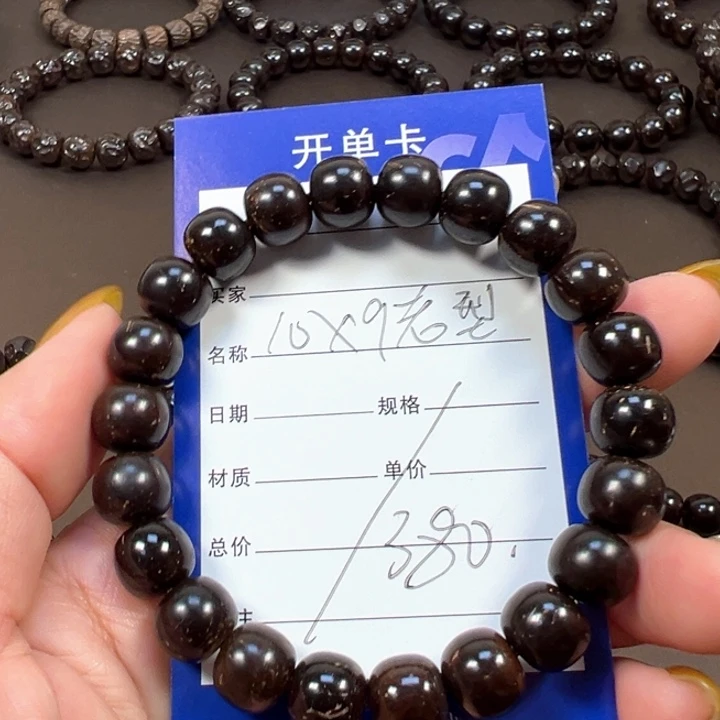 开单卡
买家
名称 10X9老型
日期 规格
材质 单价
总价 380.
主